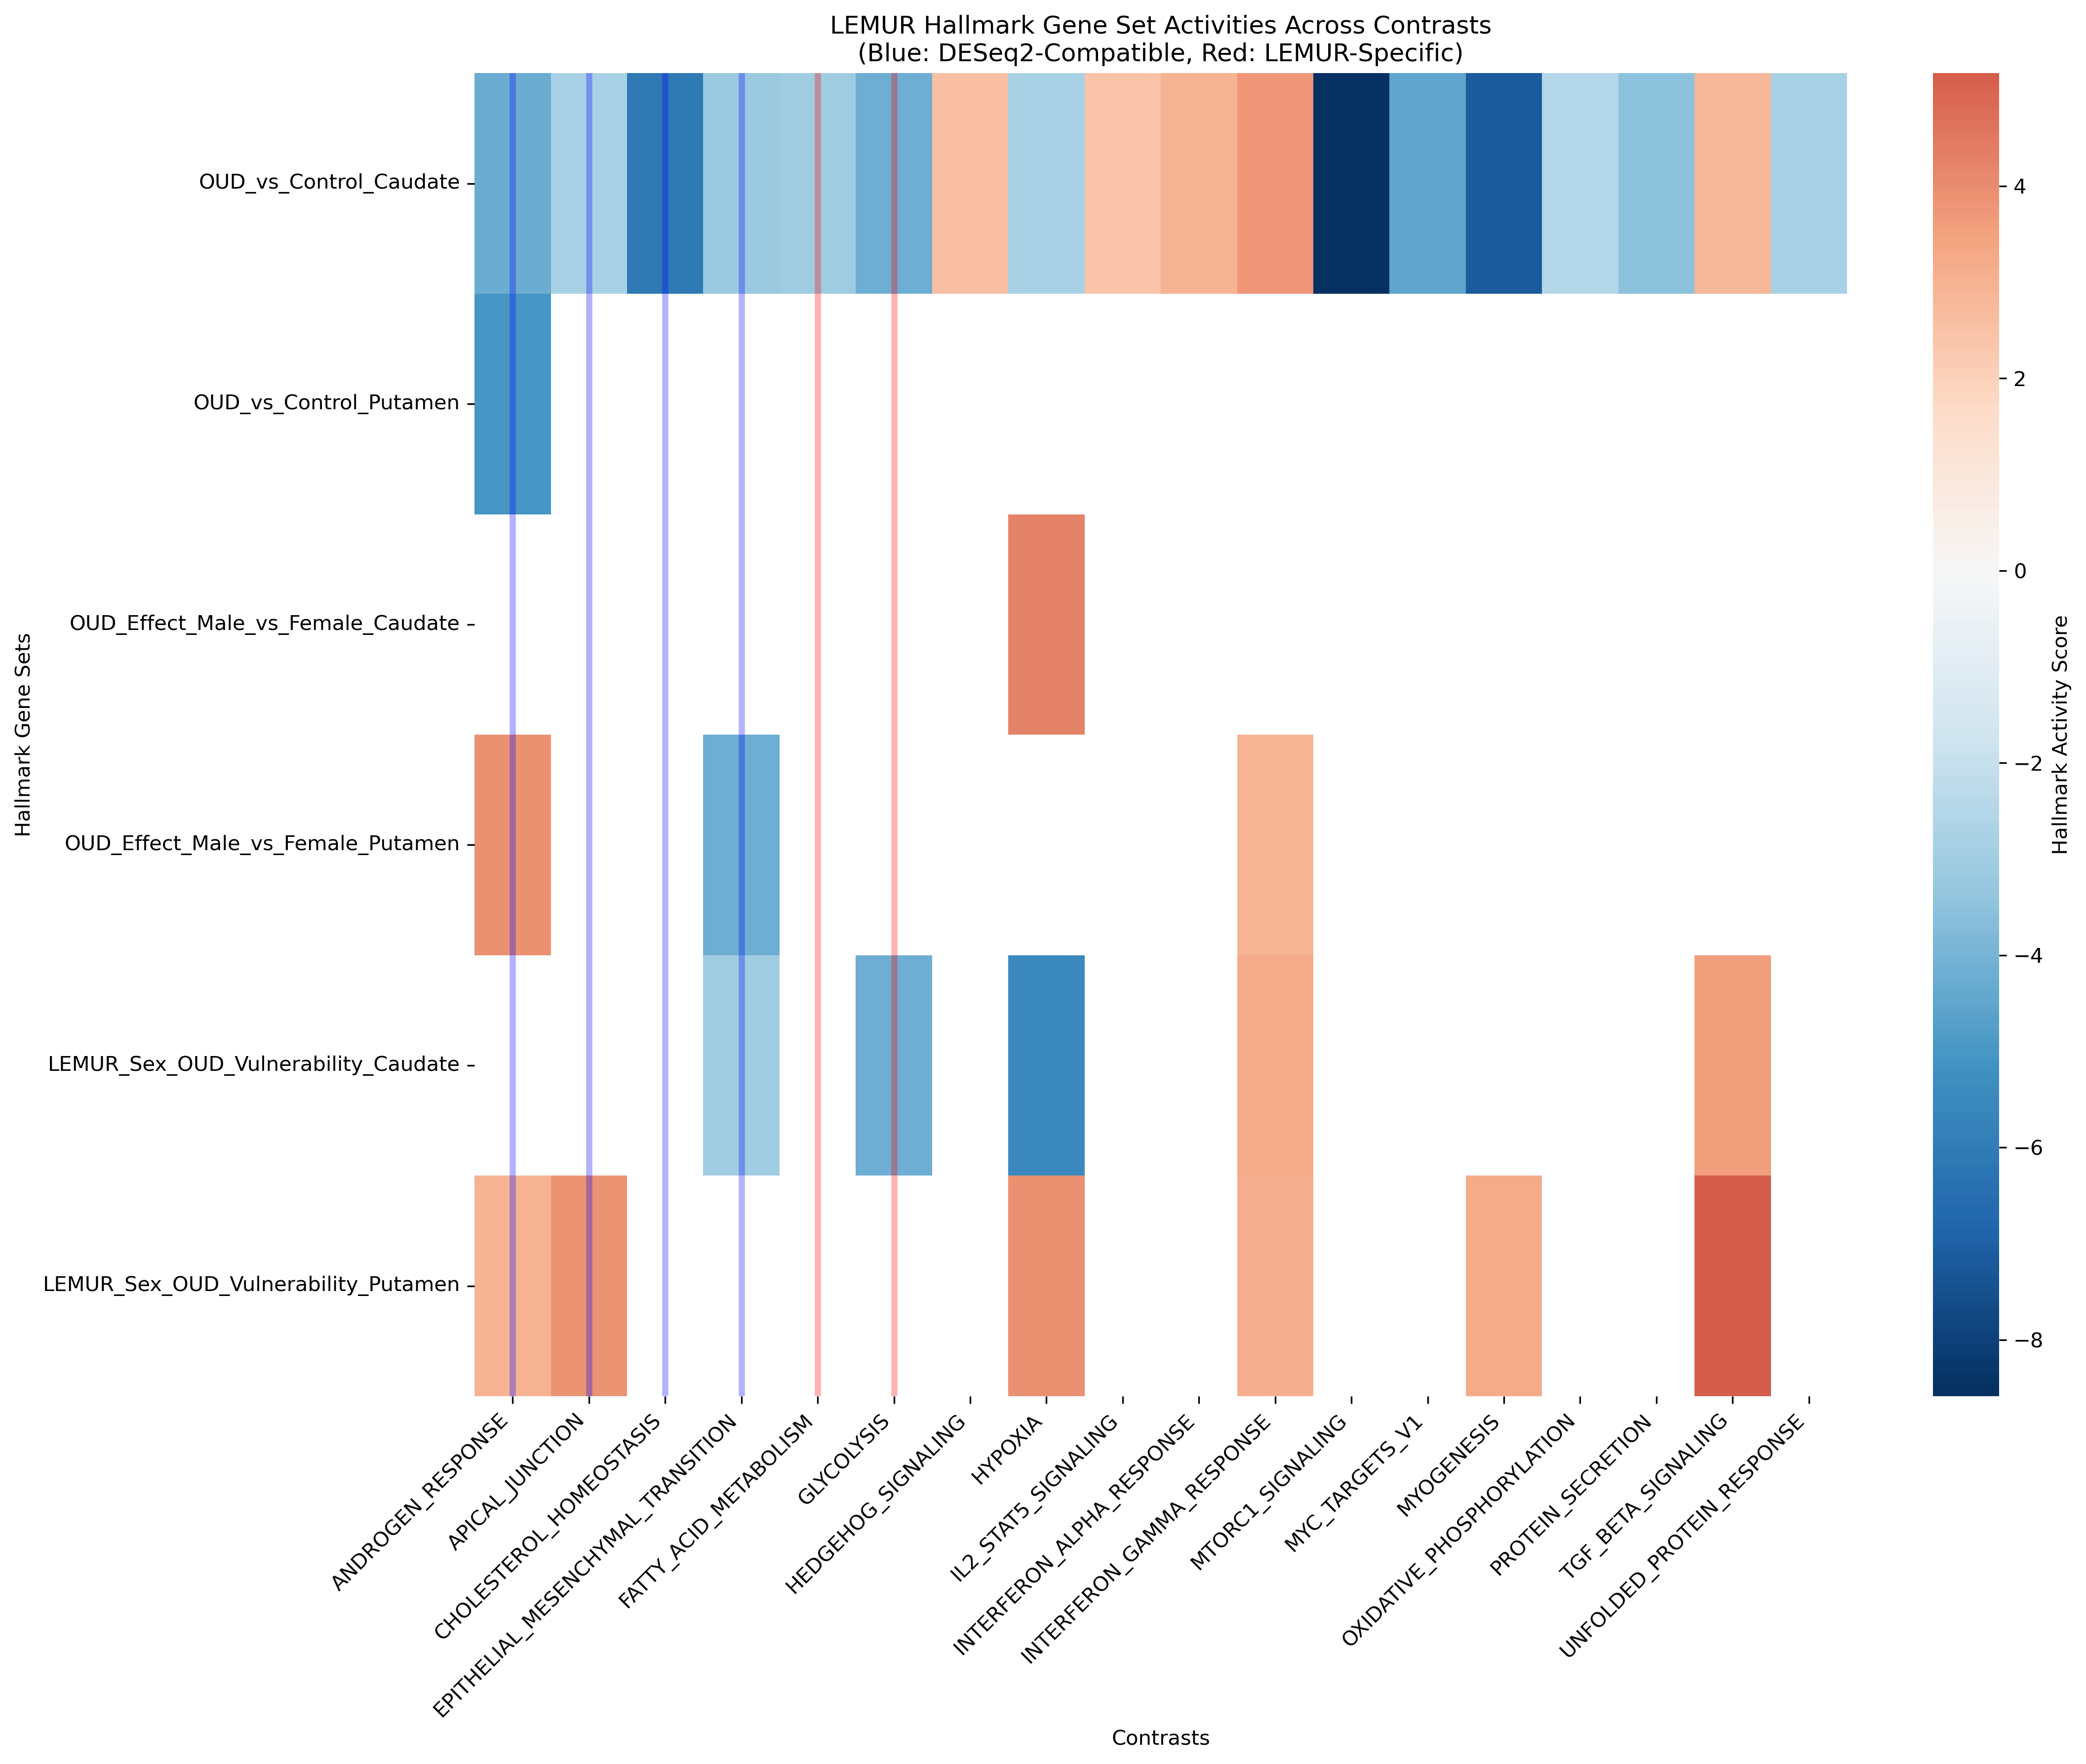 LEMUR Hallmark Gene Set Activities Across Contrasts
(Blue: DESeq2-Compatible, Red: LEMUR-Specific)
Hallmark Gene Sets
OUD_vs_Control_Caudate
OUD_vs_Control_Putamen
OUD_Effect_Male_vs_Female_Caudate
OUD_Effect_Male_vs_Female_Putamen
LEMUR_Sex_OUD_Vulnerability_Caudate
LEMUR_Sex_OUD_Vulnerability_Putamen
ANDROGEN_RESPONSE
APICAL_JUNCTION
CHOLESTEROL_HOMEOSTASIS
EPITHELIAL_MESENCHYMAL_TRANSITION
FATTY_ACID_METABOLISM
GLYCOLYSIS
HEDGEHOG_SIGNALING
HYPOXIA
IL2_STAT5_SIGNALING
INTERFERON_ALPHA_RESPONSE
INTERFERON_GAMMA_RESPONSE
MTORC1_SIGNALING
MYC_TARGETS_V1
MYOGENESIS
OXIDATIVE_PHOSPHORYLATION
PROTEIN_SECRETION
TGF_BETA_SIGNALING
UNFOLDED_PROTEIN_RESPONSE
Contrasts
4
2
0
−2
−4
−6
−8
Hallmark Activity Score